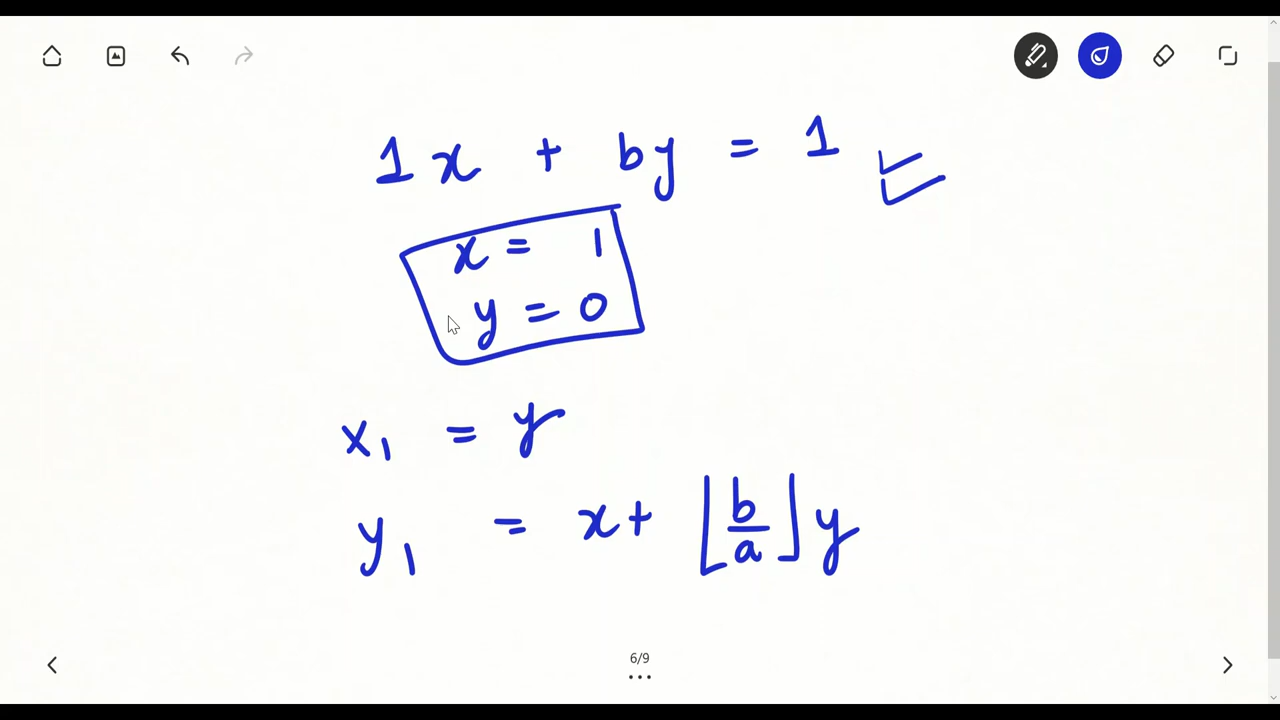 1x + by = 1
x = 1
y = 0
x₁ = y
y₁ = x + ⌊b/a⌋ y
6/9